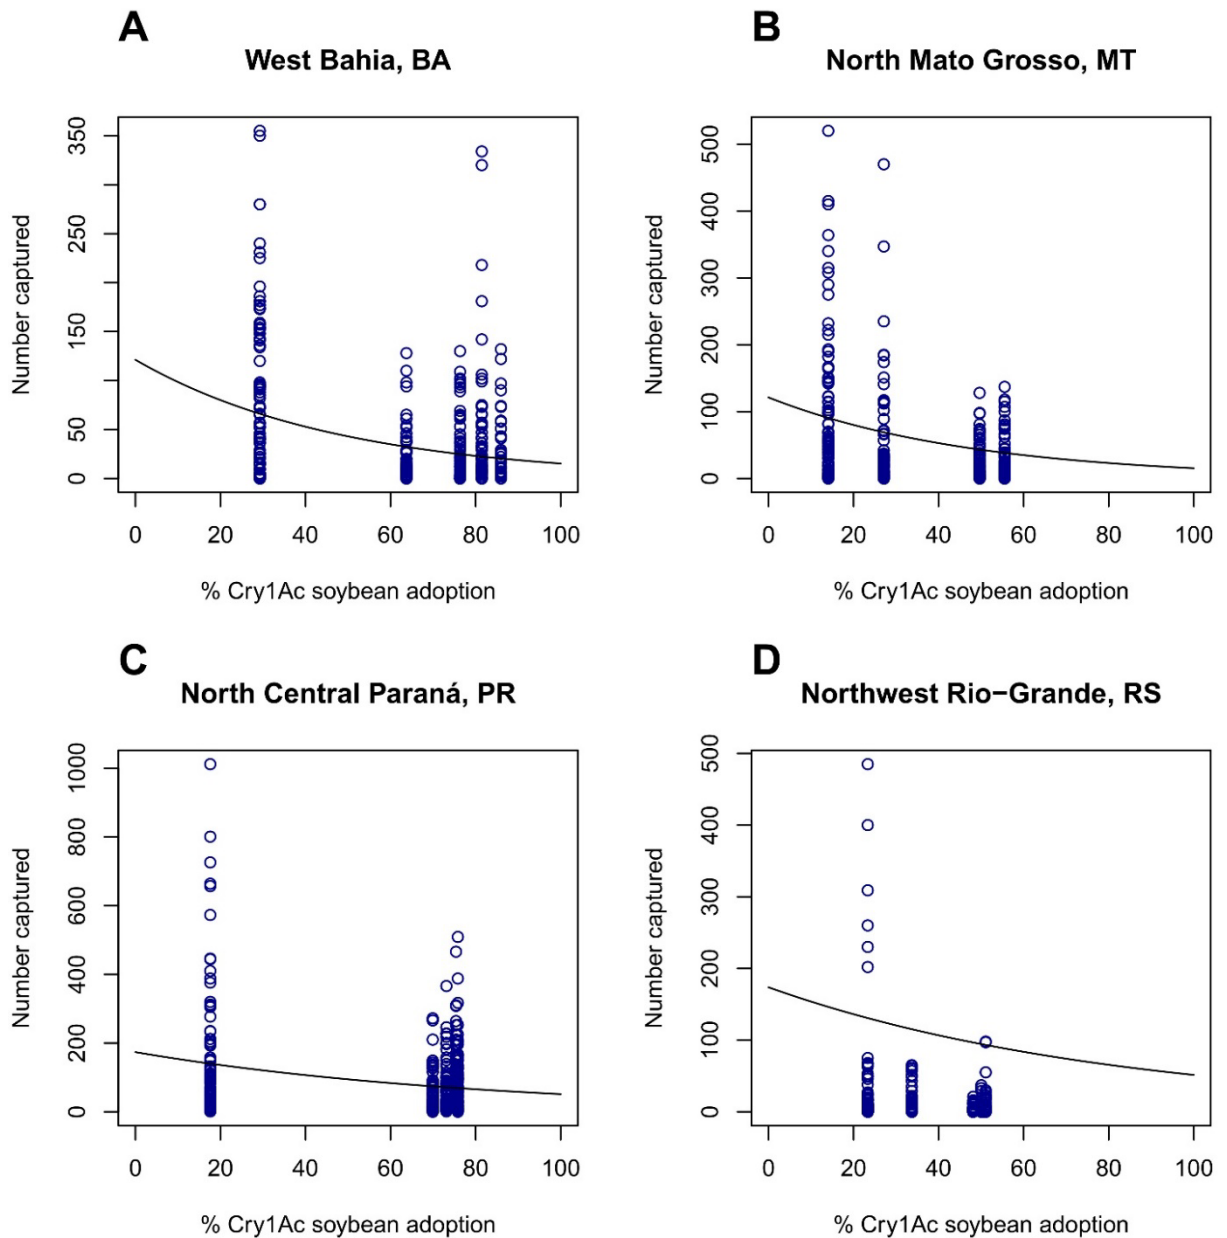 A
West Bahia, BA
Number captured
0
50
150
250
350
0 20 40 60 80 100
% Cry1Ac soybean adoption
B
North Mato Grosso, MT
Number captured
0 100 200 300 400 500
0 20 40 60 80 100
% Cry1Ac soybean adoption
C
North Central Paraná, PR
Number captured
0 200 400 600 800 1000
0 20 40 60 80 100
% Cry1Ac soybean adoption
D
Northwest Rio−Grande, RS
Number captured
0 100 200 300 400 500
0 20 40 60 80 100
% Cry1Ac soybean adoption